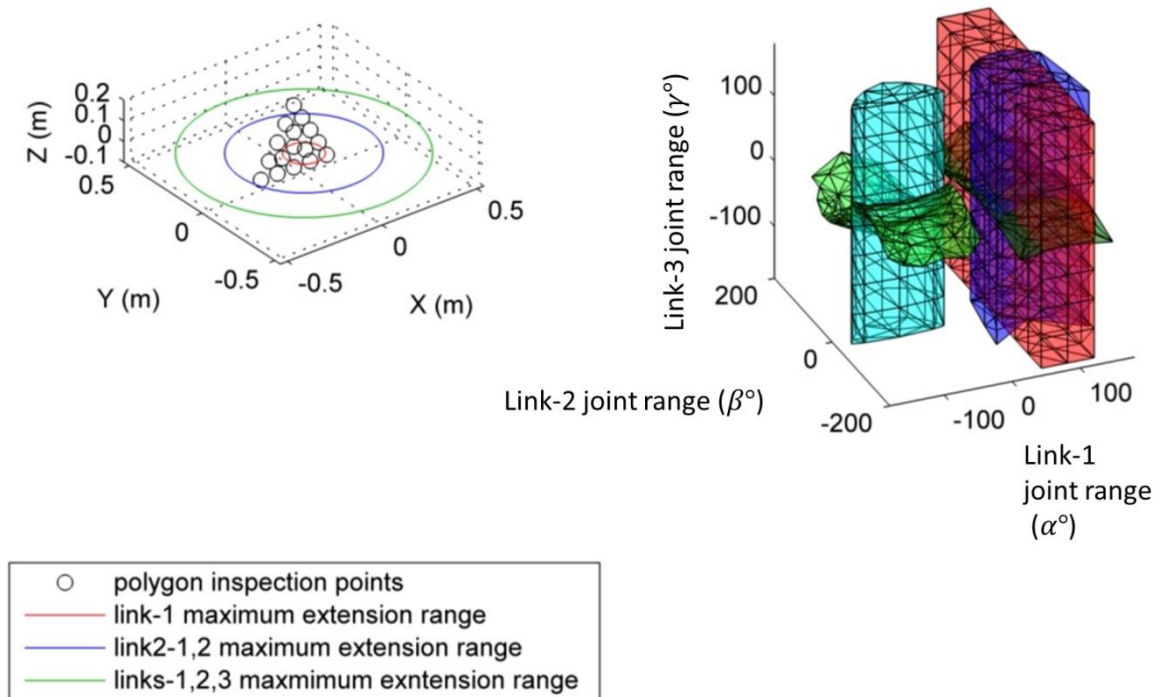 0.2
0.1
0
-0.1
Z (m)
0.5
0
-0.5
Y (m)
-0.5
0
0.5
X (m)
100
0
-100
Link-3 joint range (γ°)
200
0
-200
Link-2 joint range (β°)
-100
0
100
Link-1
joint range
(α°)
polygon inspection points
link-1 maximum extension range
link2-1,2 maximum extension range
links-1,2,3 maxmimum exntension range